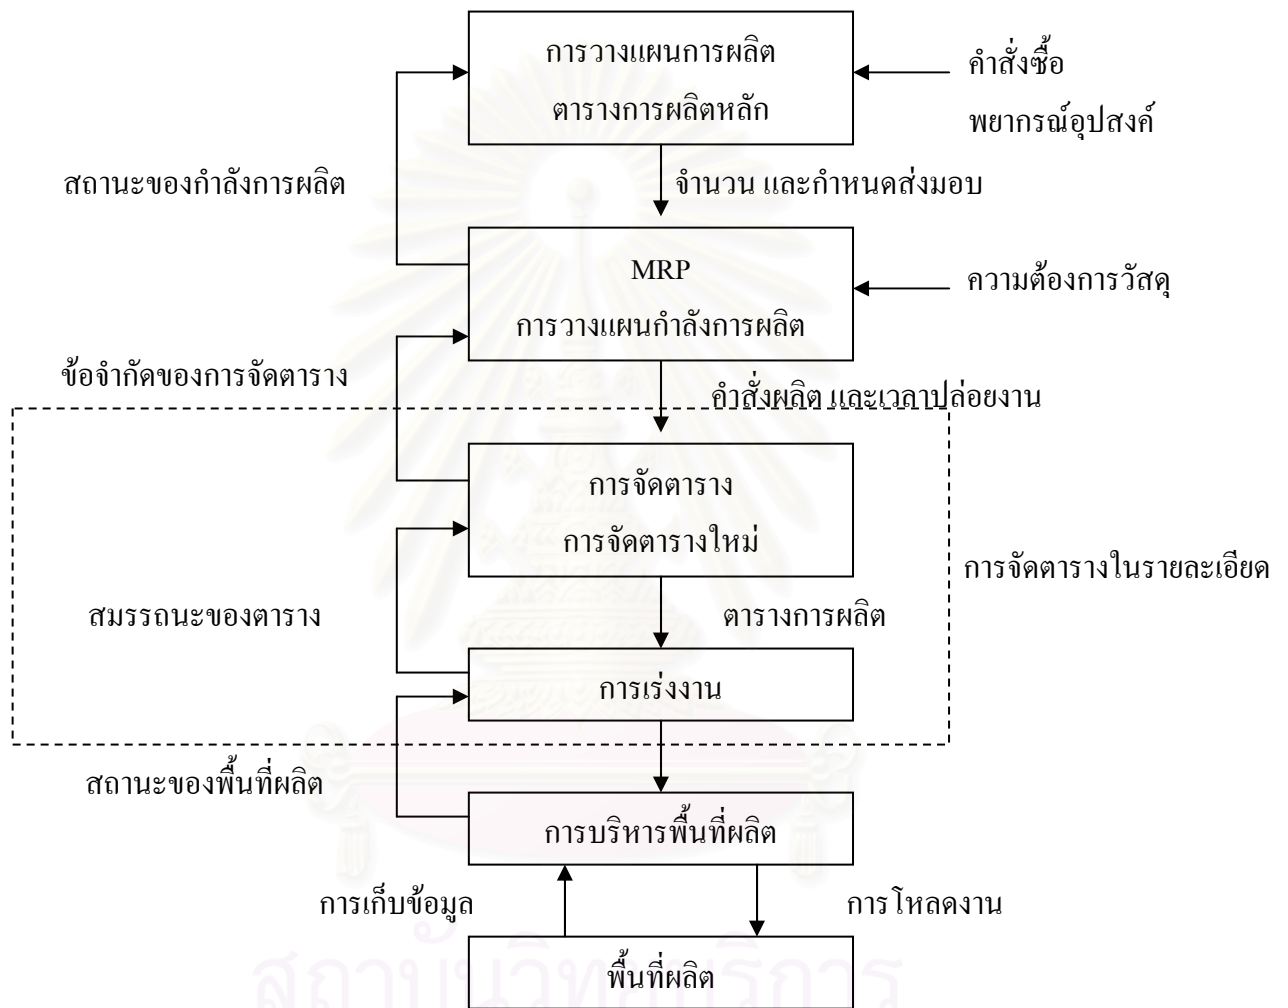 การวางแผนการผลิต
ตารางการผลิตหลัก
คำสั่งซื้อ
พยากรณ์อุปสงค์
สถานะของกำลังการผลิต
จำนวน และกำหนดส่งมอบ
MRP
การวางแผนกำลังการผลิต
ความต้องการวัสดุ
ข้อจำกัดของการจัดตาราง
คำสั่งผลิต และเวลาปล่อยงาน
การจัดตาราง
การจัดตารางใหม่
การจัดตารางในรายละเอียด
สมรรถนะของตาราง
ตารางการผลิต
การเร่งงาน
สถานะของพื้นที่ผลิต
การบริหารพื้นที่ผลิต
การเก็บข้อมูล
การโหลดงาน
พื้นที่ผลิต
สถาบันวิทยบริการ